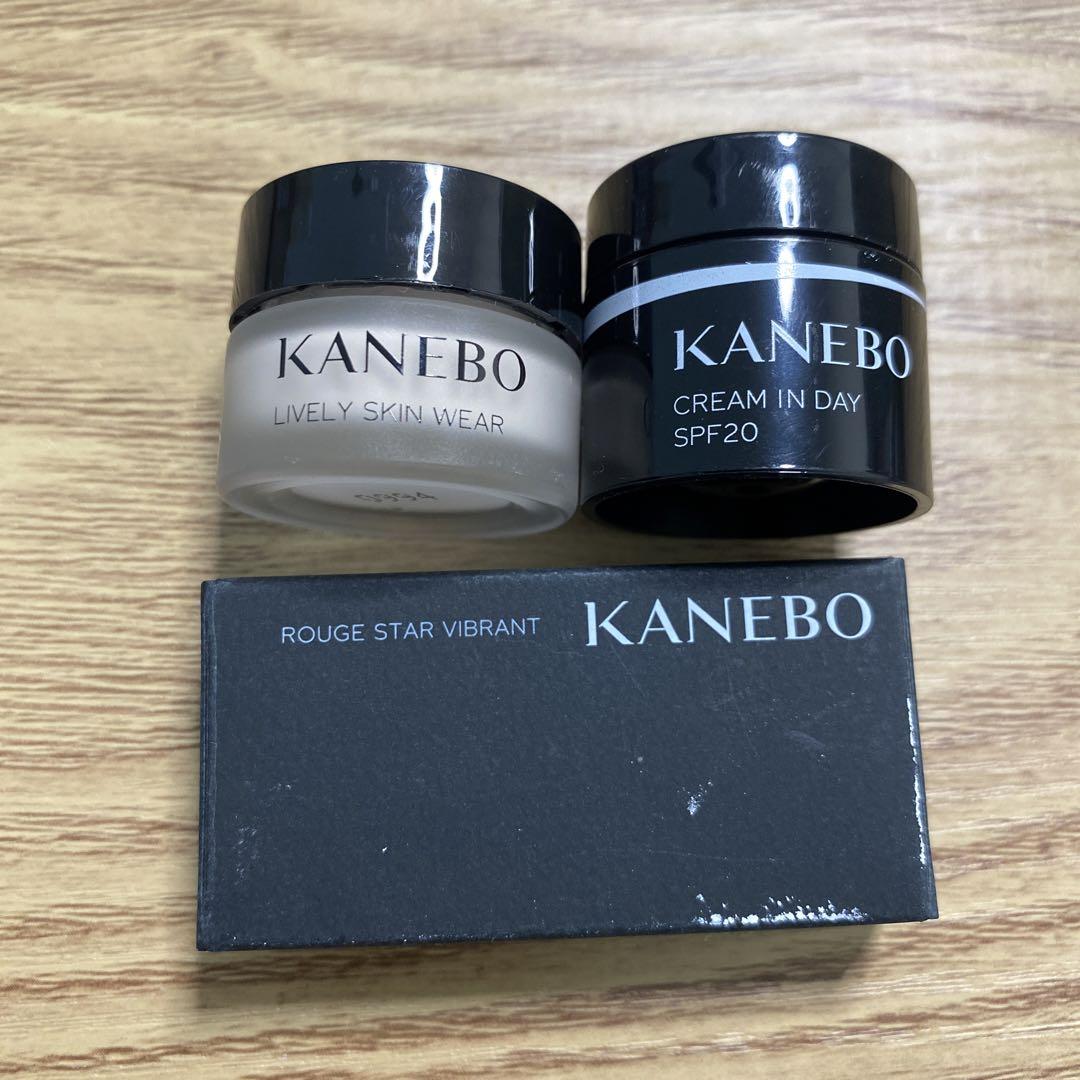 KANEBO
LIVELY SKIN WEAR
KANEBO
CREAM IN DAY
SPF20
ROUGE STAR VIBRANT KANEBO